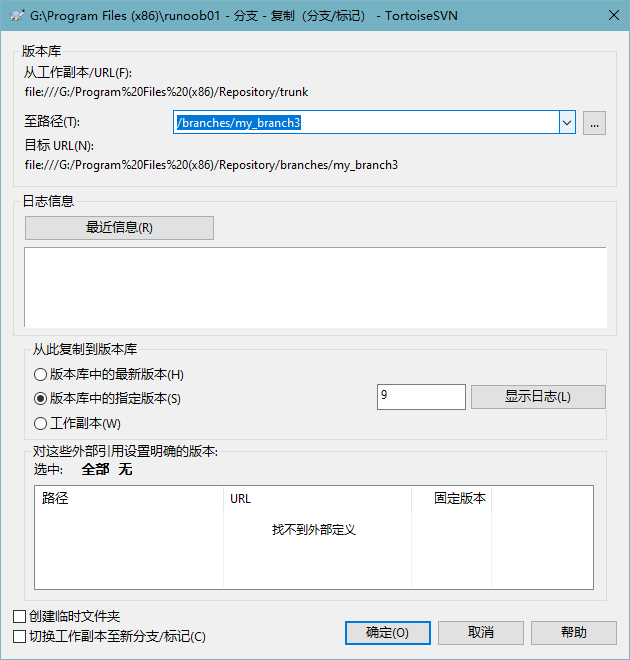 G:\Program Files (x86)\runoob01 - 分支 - 复制（分支/标记） - TortoiseSVN
版本库
从工作副本/URL(F):
file:///G:/Program%20Files%20(x86)/Repository/trunk
至路径(T):
/branches/my_branch3
...
目标 URL(N):
file:///G:/Program%20Files%20(x86)/Repository/branches/my_branch3
日志信息
最近信息(R)
从此复制到版本库
版本库中的最新版本(H)
版本库中的指定版本(S)
9
显示日志(L)
工作副本(W)
对这些外部引用设置明确的版本:
选中: 全部 无
路径 URL 固定版本
找不到外部定义
创建临时文件夹
切换工作副本至新分支/标记(C)
确定(O) 取消 帮助